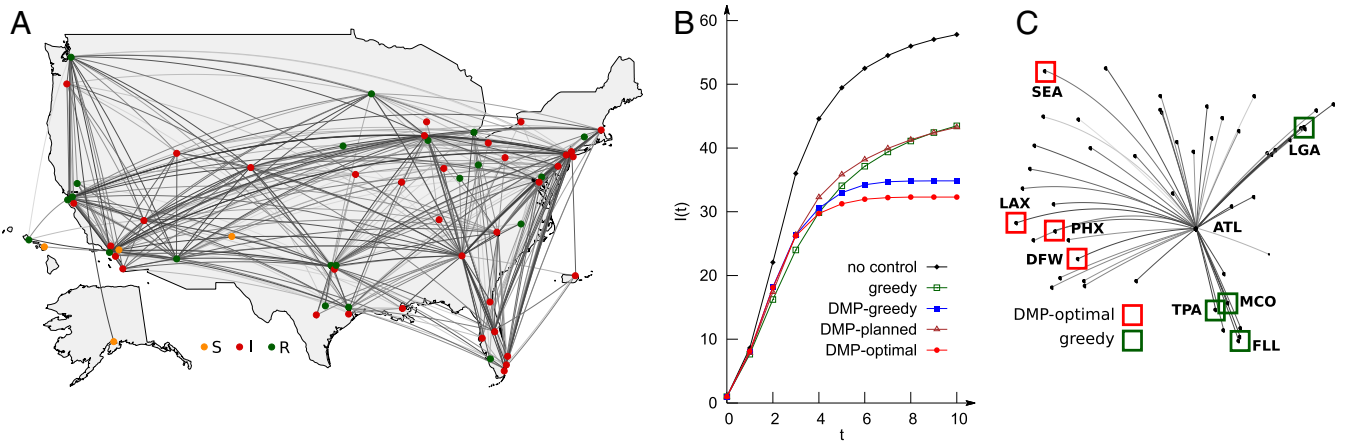 A
S I R
B
60
50
40
30
20
10
0
I(t)
0 2 4 6 8 10
t
no control
greedy
DMP-greedy
DMP-planned
DMP-optimal
C
SEA
LGA
LAX
PHX
ATL
DFW
TPA
MCO
FLL
DMP-optimal
greedy